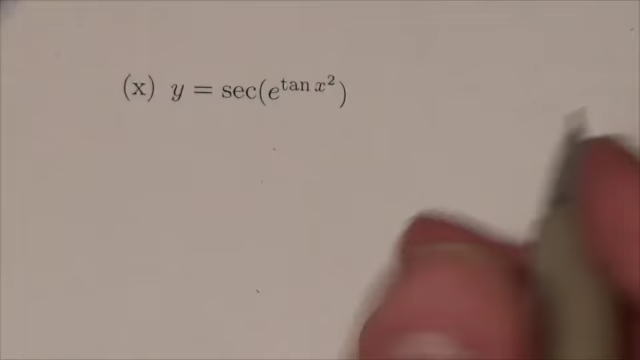 (x) y = sec(e^{tan x^2})